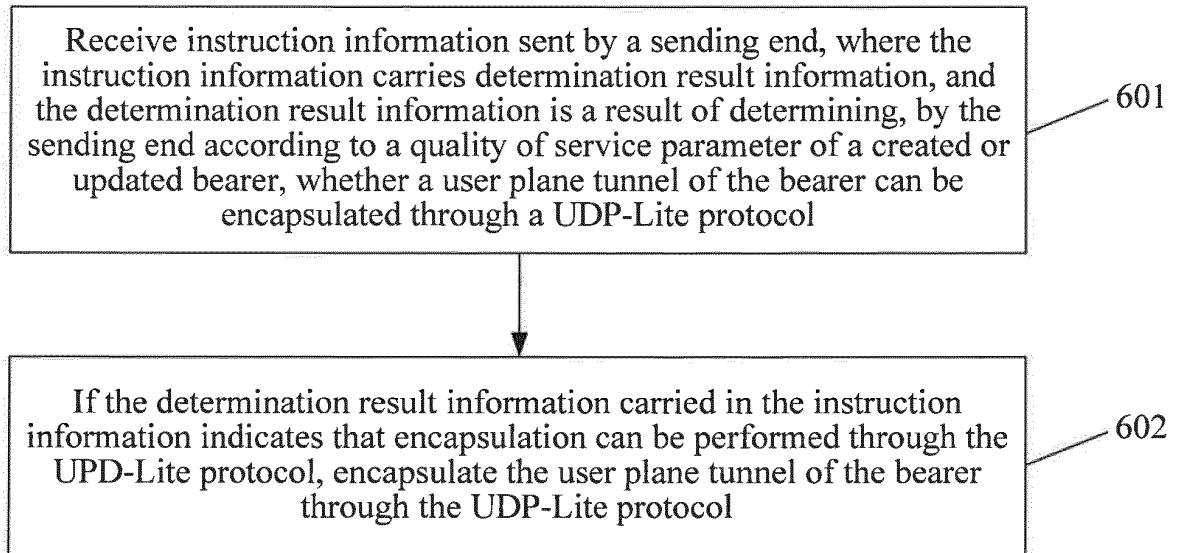 Receive instruction information sent by a sending end, where the
instruction information carries determination result information, and
the determination result information is a result of determining, by the
sending end according to a quality of service parameter of a created or
updated bearer, whether a user plane tunnel of the bearer can be
encapsulated through a UDP-Lite protocol
601
If the determination result information carried in the instruction
information indicates that encapsulation can be performed through the
UPD-Lite protocol, encapsulate the user plane tunnel of the bearer
through the UDP-Lite protocol
602